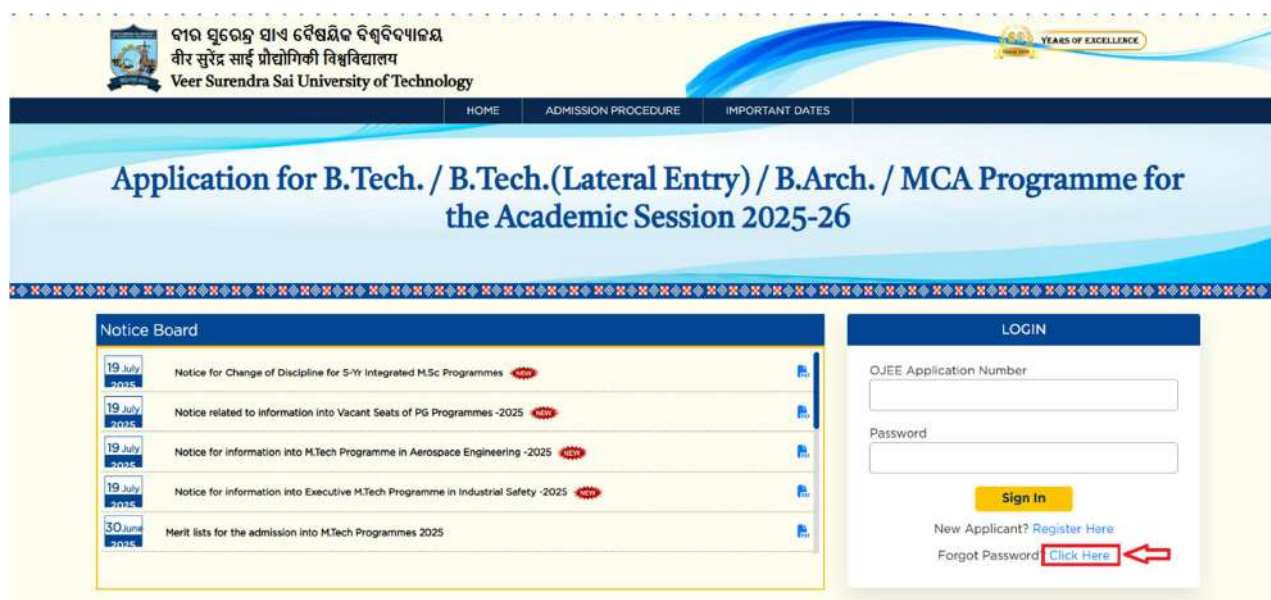 ବୀର ସୁରେନ୍ଦ୍ର ସାଏ ବୈଷୟିକ ବିଶ୍ୱବିଦ୍ୟାଳୟ
वीर सुरेंद्र साई प्रौद्योगिकी विश्वविद्यालय
Veer Surendra Sai University of Technology
YEARS OF EXCELLENCE
HOME ADMISSION PROCEDURE IMPORTANT DATES
Application for B.Tech. / B.Tech.(Lateral Entry) / B.Arch. / MCA Programme for
the Academic Session 2025-26
Notice Board
19 July 2025 Notice for Change of Discipline for 5-Yr Integrated M.Sc Programmes NEW
19 July 2025 Notice related to information into Vacant Seats of PG Programmes -2025 NEW
19 July 2025 Notice for information into M.Tech Programme in Aerospace Engineering -2025 NEW
19 July 2025 Notice for information into Executive M.Tech Programme in Industrial Safety -2025 NEW
30 June 2025 Merit lists for the admission into M.Tech Programmes 2025
LOGIN
OJEE Application Number
Password
Sign In
New Applicant? Register Here
Forgot Password? Click Here